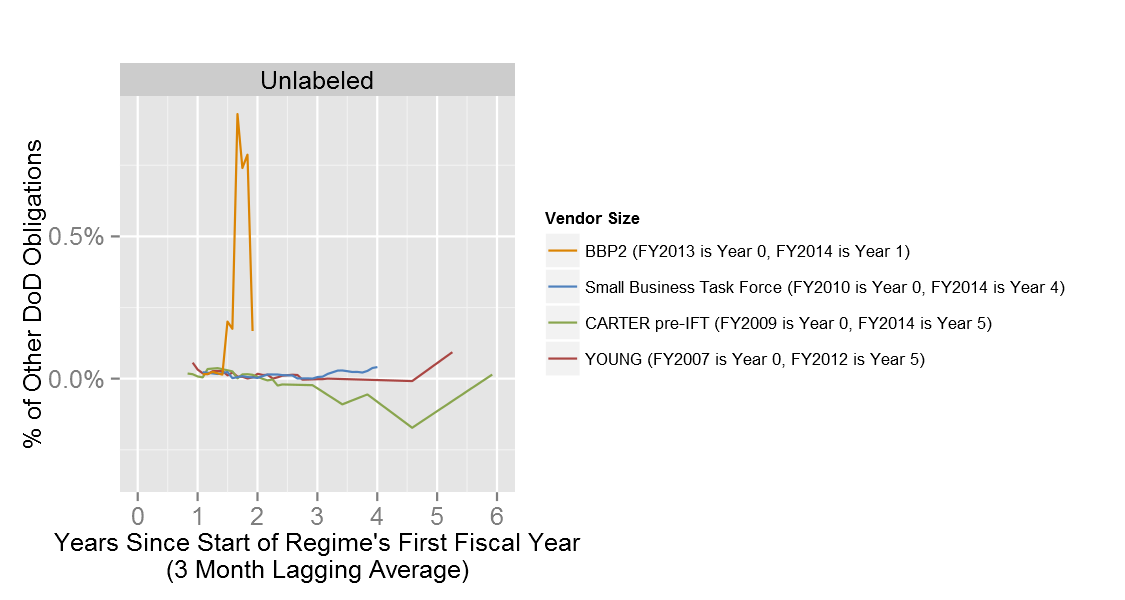 Unlabeled
% of Other DoD Obligations
0.5%
0.0%
0 1 2 3 4 5 6
Years Since Start of Regime's First Fiscal Year
(3 Month Lagging Average)
Vendor Size
BBP2 (FY2013 is Year 0, FY2014 is Year 1)
Small Business Task Force (FY2010 is Year 0, FY2014 is Year 4)
CARTER pre-IFT (FY2009 is Year 0, FY2014 is Year 5)
YOUNG (FY2007 is Year 0, FY2012 is Year 5)